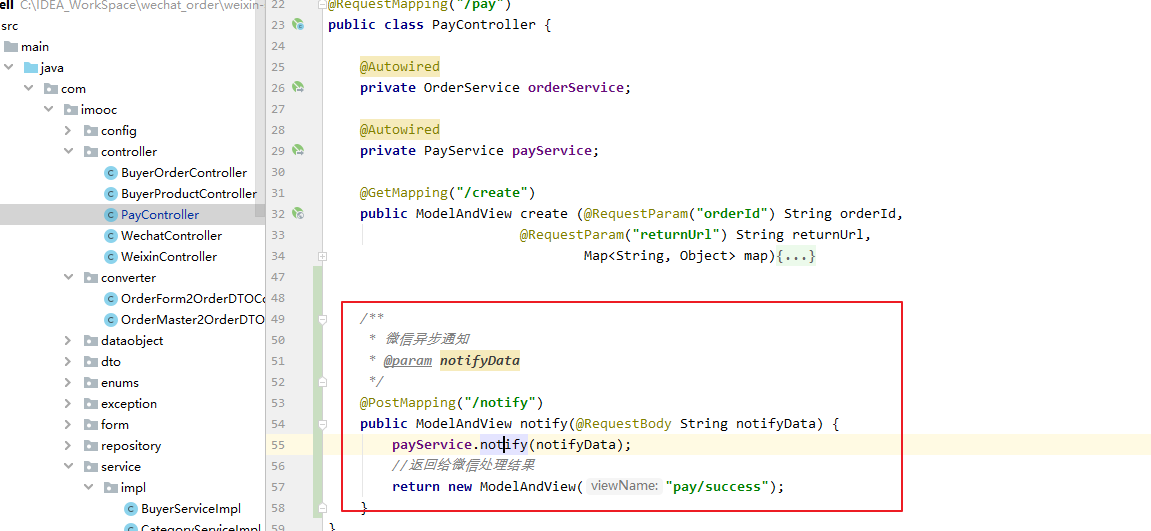 ell C:\IDEA_WorkSpace\wechat_order\weixin-
src
main
java
com
imooc
config
controller
BuyerOrderController
BuyerProductController
PayController
WechatController
WeixinController
converter
OrderForm2OrderDTOCo
OrderMaster2OrderDTO
dataobject
dto
enums
exception
form
repository
service
impl
BuyerServiceImpl
CategoryServiceImpl
22 @RequestMapping("/pay")
23 public class PayController {
24
25 @Autowired
26 private OrderService orderService;
27
28 @Autowired
29 private PayService payService;
30
31 @GetMapping("/create")
32 public ModelAndView create (@RequestParam("orderId") String orderId,
33 @RequestParam("returnUrl") String returnUrl,
34 Map<String, Object> map){...}
47
48
49 /**
50 * 微信异步通知
51 * @param notifyData
52 */
53 @PostMapping("/notify")
54 public ModelAndView notify(@RequestBody String notifyData) {
55 payService.notify(notifyData);
56 //返回给微信处理结果
57 return new ModelAndView( viewName: "pay/success");
58 }
59 }